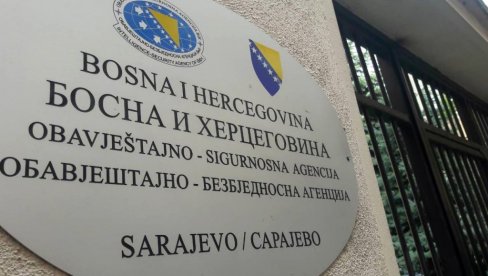 BOSNA I HERCEGOVINA
БОСНА И ХЕРЦЕГОВИНА
OBAVJEŠTAJNO - SIGURNOSNA AGENCIJA
ОБАВЈЕШТАЈНО - БЕЗБЈЕДНОСНА АГЕНЦИЈА
SARAJEVO / САРАЈЕВО